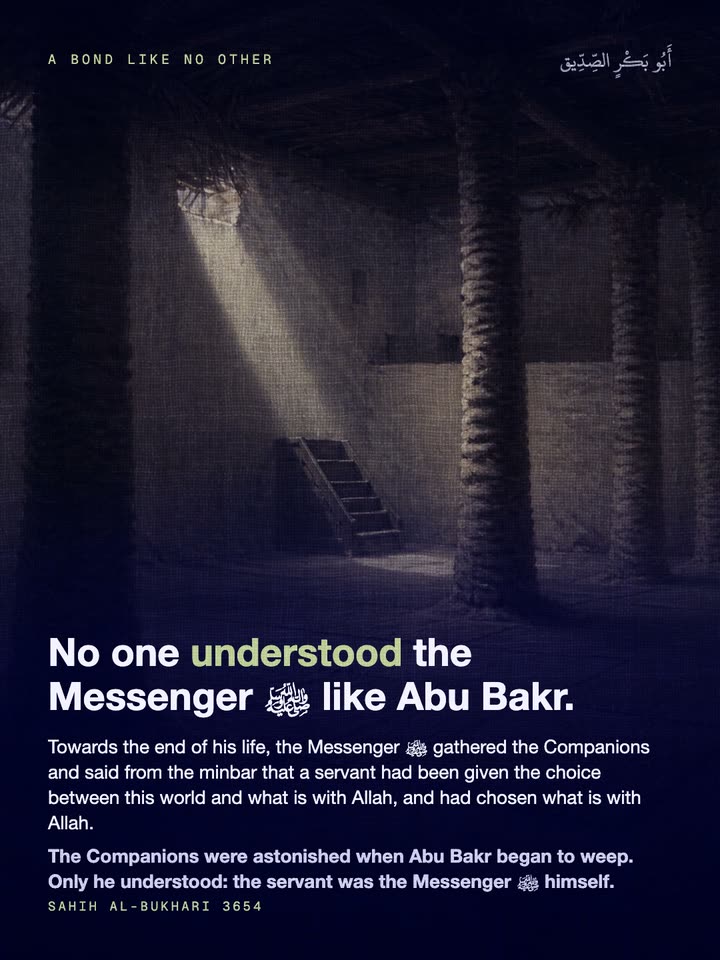 A BOND LIKE NO OTHER
أَبُو بَكْرٍ الصِّدِّيق
No one understood the
Messenger ﷺ like Abu Bakr.
Towards the end of his life, the Messenger ﷺ gathered the Companions
and said from the minbar that a servant had been given the choice
between this world and what is with Allah, and had chosen what is with
Allah.
The Companions were astonished when Abu Bakr began to weep.
Only he understood: the servant was the Messenger ﷺ himself.
SAHIH AL-BUKHARI 3654